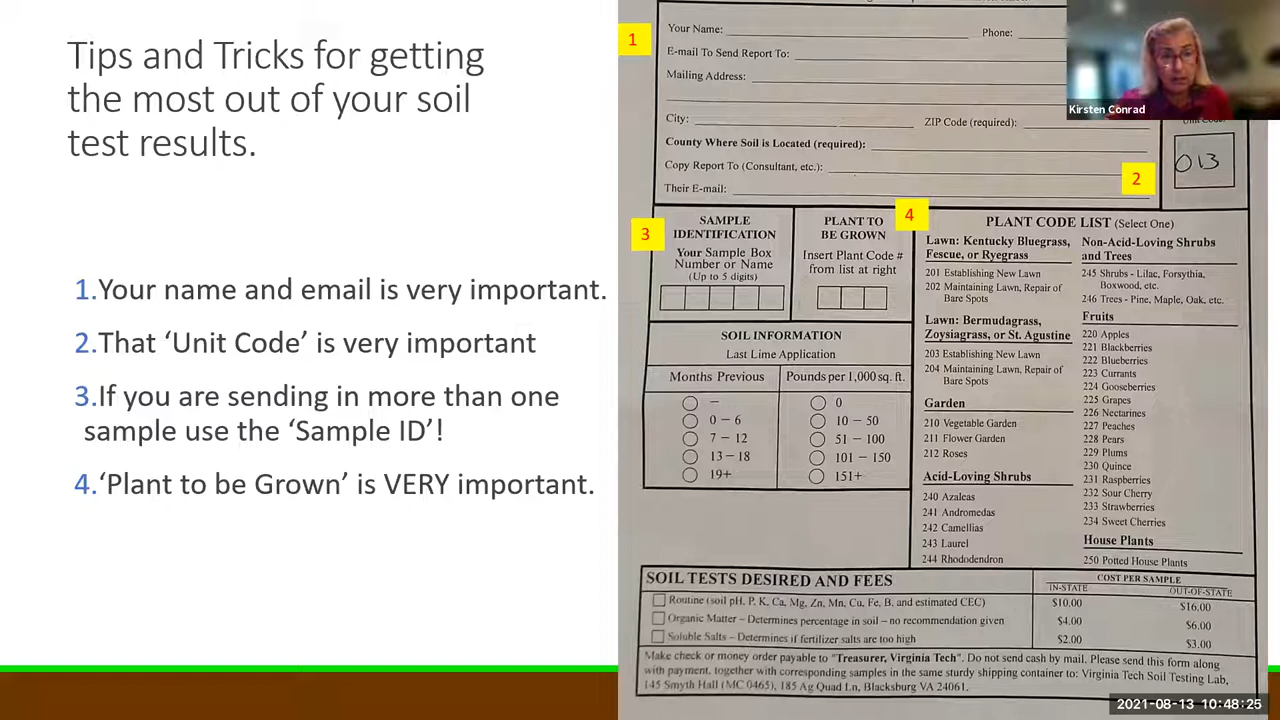 Tips and Tricks for getting
the most out of your soil
test results.
1.Your name and email is very important.
2.That ‘Unit Code’ is very important
3.If you are sending in more than one
sample use the ‘Sample ID’!
4.‘Plant to be Grown’ is VERY important.
1
Your Name:
Phone:
E-mail To Send Report To:
Mailing Address:
City:
ZIP Code (required):
County Where Soil is Located (required):
Copy Report To (Consultant, etc.):
Their E-mail:
2
Kirsten Conrad
Unit Code:
013
3
SAMPLE
IDENTIFICATION
Your Sample Box
Number or Name
(Up to 5 digits)
PLANT TO
BE GROWN
Insert Plant Code #
from list at right
SOIL INFORMATION
Last Lime Application
Months Previous
Pounds per 1,000 sq. ft.
– 0
0 – 6 10 – 50
7 – 12 51 – 100
13 – 18 101 – 150
19+ 151+
4
PLANT CODE LIST (Select One)
Lawn: Kentucky Bluegrass,
Fescue, or Ryegrass
201 Establishing New Lawn
202 Maintaining Lawn, Repair of
Bare Spots
Lawn: Bermudagrass,
Zoysiagrass, or St. Augustine
203 Establishing New Lawn
204 Maintaining Lawn, Repair of
Bare Spots
Garden
210 Vegetable Garden
211 Flower Garden
212 Roses
Acid-Loving Shrubs
240 Azaleas
241 Andromedas
242 Camellias
243 Laurel
244 Rhododendron
Non-Acid-Loving Shrubs
and Trees
245 Shrubs - Lilac, Forsythia,
Boxwood, etc.
246 Trees - Pine, Maple, Oak, etc.
Fruits
220 Apples
221 Blackberries
222 Blueberries
223 Currants
224 Gooseberries
225 Grapes
226 Nectarines
227 Peaches
228 Pears
229 Plums
230 Quince
231 Raspberries
232 Sour Cherry
233 Strawberries
234 Sweet Cherries
House Plants
250 Potted House Plants
SOIL TESTS DESIRED AND FEES
COST PER SAMPLE
IN-STATE OUT-OF-STATE
Routine (soil pH, P, K, Ca, Mg, Zn, Mn, Cu, Fe, B, and estimated CEC) $10.00 $16.00
Organic Matter – Determines percentage in soil – no recommendation given $4.00 $6.00
Soluble Salts – Determines if fertilizer salts are too high $2.00 $3.00
Make check or money order payable to "Treasurer, Virginia Tech". Do not send cash by mail. Please send this form along
with payment, together with corresponding samples in the same sturdy shipping container to: Virginia Tech Soil Testing Lab,
145 Smyth Hall (MC 0465), 185 Ag Quad Ln, Blacksburg VA 24061.
2021-08-13 10:48:25